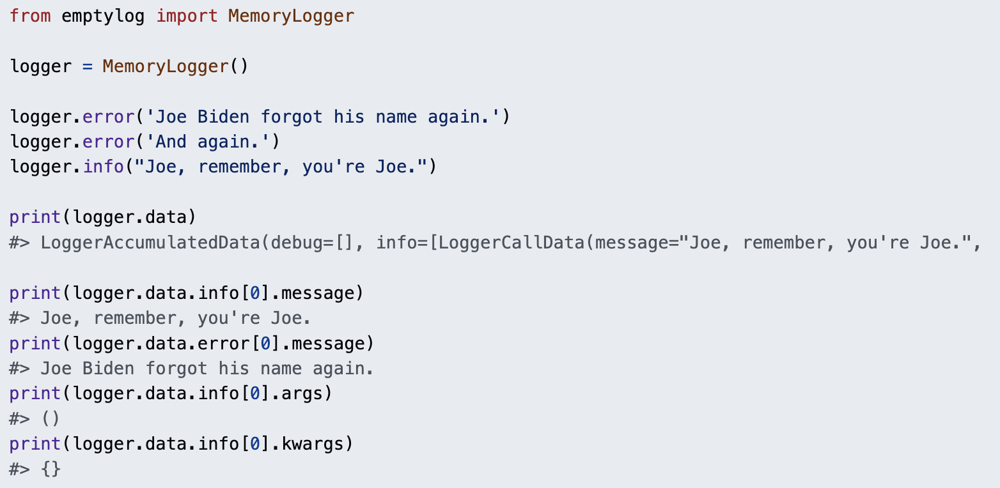 from emptylog import MemoryLogger
logger = MemoryLogger()
logger.error('Joe Biden forgot his name again.')
logger.error('And again.')
logger.info("Joe, remember, you're Joe.")
print(logger.data)
#> LoggerAccumulatedData(debug=[], info=[LoggerCallData(message="Joe, remember, you're Joe.",
print(logger.data.info[0].message)
#> Joe, remember, you're Joe.
print(logger.data.error[0].message)
#> Joe Biden forgot his name again.
print(logger.data.info[0].args)
#> ()
print(logger.data.info[0].kwargs)
#> {}